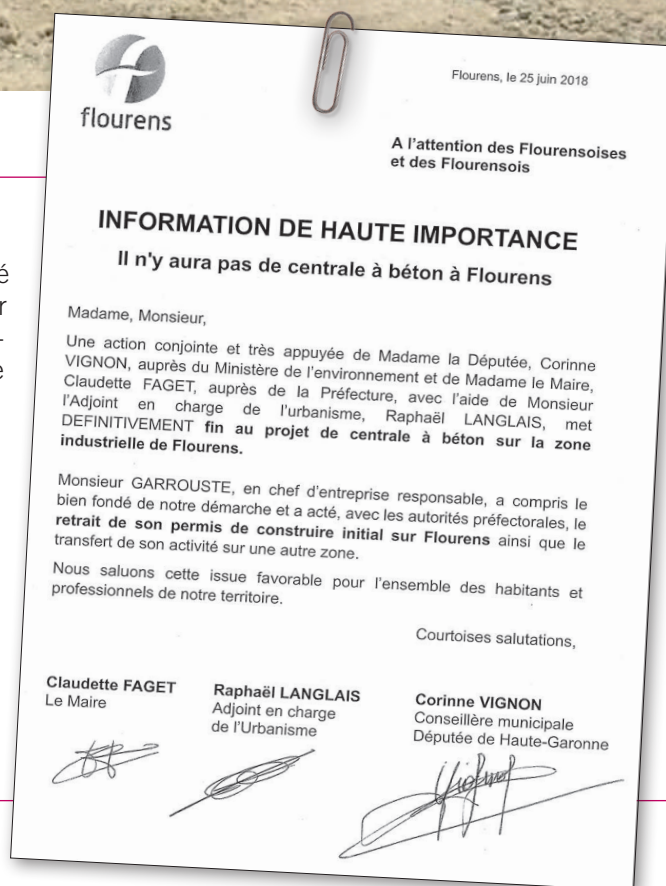 flourens
Flourens, le 25 juin 2018
A l'attention des Flourensoises
et des Flourensois
INFORMATION DE HAUTE IMPORTANCE
Il n'y aura pas de centrale à béton à Flourens
Madame, Monsieur,
Une action conjointe et très appuyée de Madame la Députée, Corinne
VIGNON, auprès du Ministère de l'environnement et de Madame le Maire,
Claudette FAGET, auprès de la Préfecture, avec l'aide de Monsieur
l'Adjoint en charge de l'urbanisme, Raphaël LANGLAIS, met
DEFINITIVEMENT fin au projet de centrale à béton sur la zone
industrielle de Flourens.
Monsieur GARROUSTE, en chef d'entreprise responsable, a compris le
bien fondé de notre démarche et a acté, avec les autorités préfectorales, le
retrait de son permis de construire initial sur Flourens ainsi que le
transfert de son activité sur une autre zone.
Nous saluons cette issue favorable pour l'ensemble des habitants et
professionnels de notre territoire.
Courtoises salutations,
Claudette FAGET
Le Maire
Raphaël LANGLAIS
Adjoint en charge
de l'Urbanisme
Corinne VIGNON
Conseillère municipale
Députée de Haute-Garonne